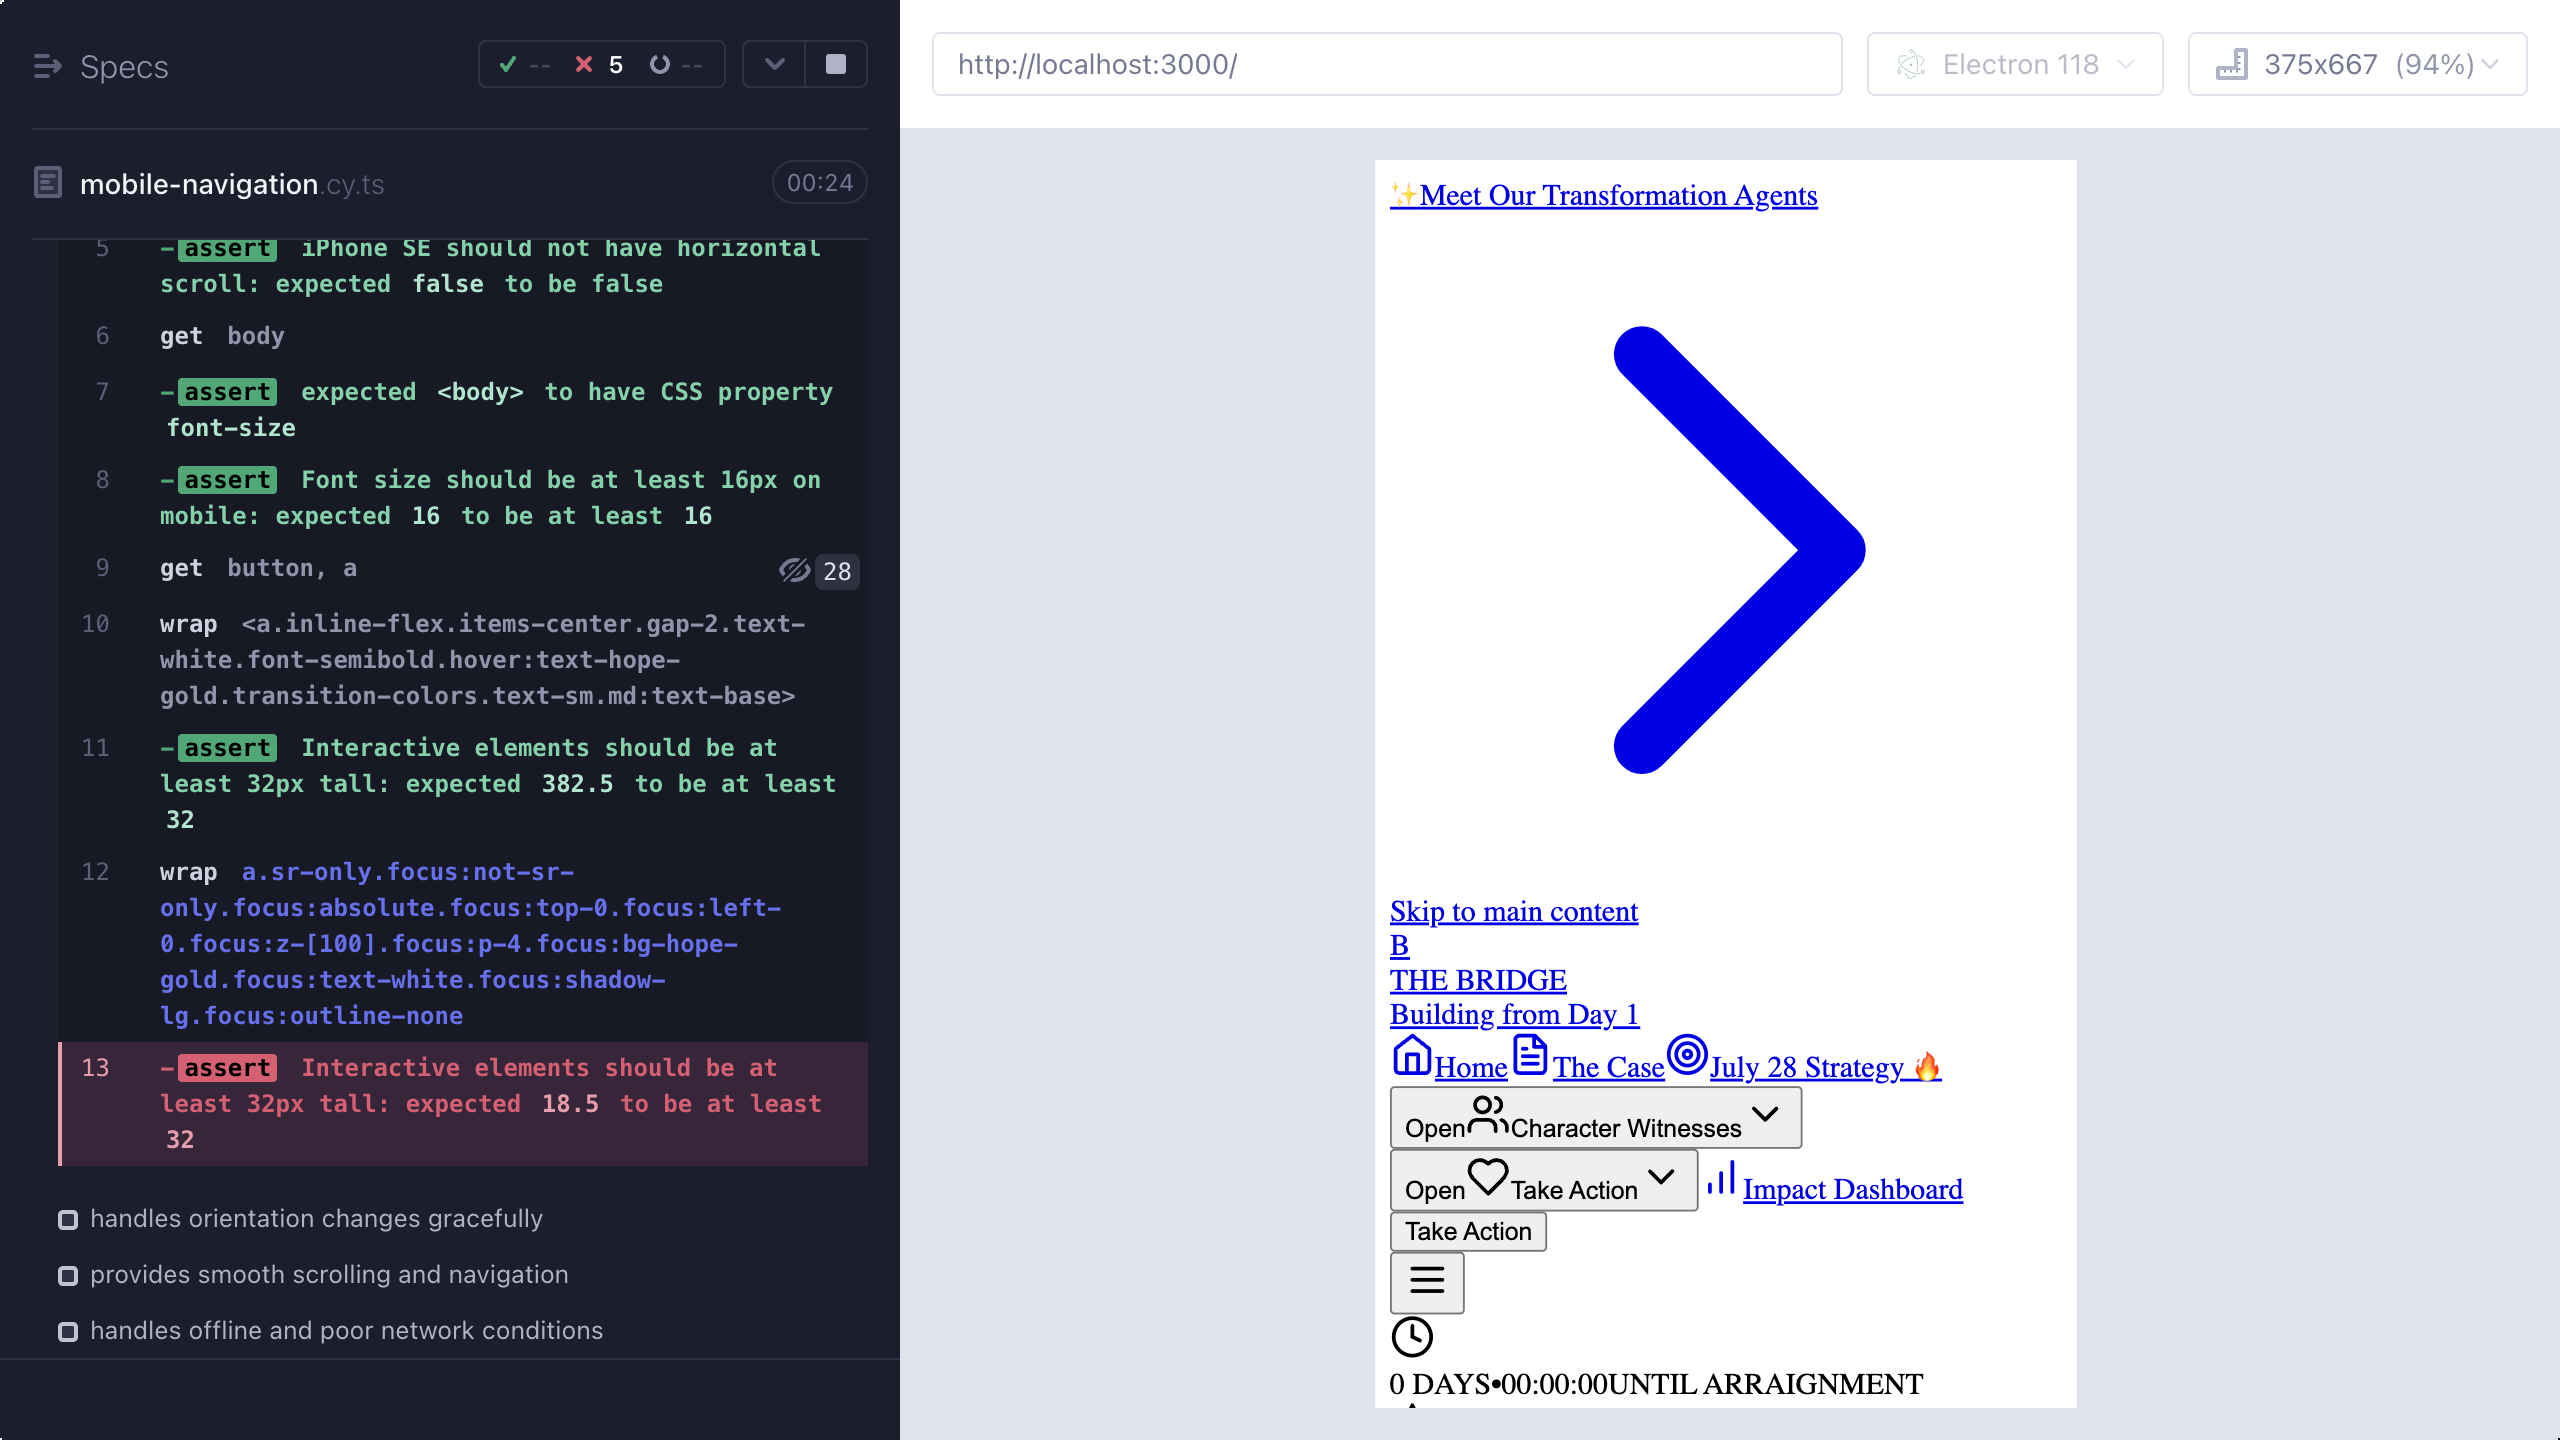 Specs
-- 5 --
mobile-navigation.cy.ts
00:24
5 -assert iPhone SE should not have horizontal
scroll: expected false to be false
6 get body
7 -assert expected <body> to have CSS property
font-size
8 -assert Font size should be at least 16px on
mobile: expected 16 to be at least 16
9 get button, a 28
10 wrap <a.inline-flex.items-center.gap-2.text-
white.font-semibold.hover:text-hope-
gold.transition-colors.text-sm.md:text-base>
11 -assert Interactive elements should be at
least 32px tall: expected 382.5 to be at least
32
12 wrap a.sr-only.focus:not-sr-
only.focus:absolute.focus:top-0.focus:left-
0.focus:z-[100].focus:p-4.focus:bg-hope-
gold.focus:text-white.focus:shadow-
lg.focus:outline-none
13 -assert Interactive elements should be at
least 32px tall: expected 18.5 to be at least
32
handles orientation changes gracefully
provides smooth scrolling and navigation
handles offline and poor network conditions
http://localhost:3000/
Electron 118
375x667 (94%)
✨Meet Our Transformation Agents
Skip to main content
B
THE BRIDGE
Building from Day 1
Home The Case July 28 Strategy 🔥
Open Character Witnesses
Open Take Action Impact Dashboard
Take Action
0 DAYS•00:00:00UNTIL ARRAIGNMENT